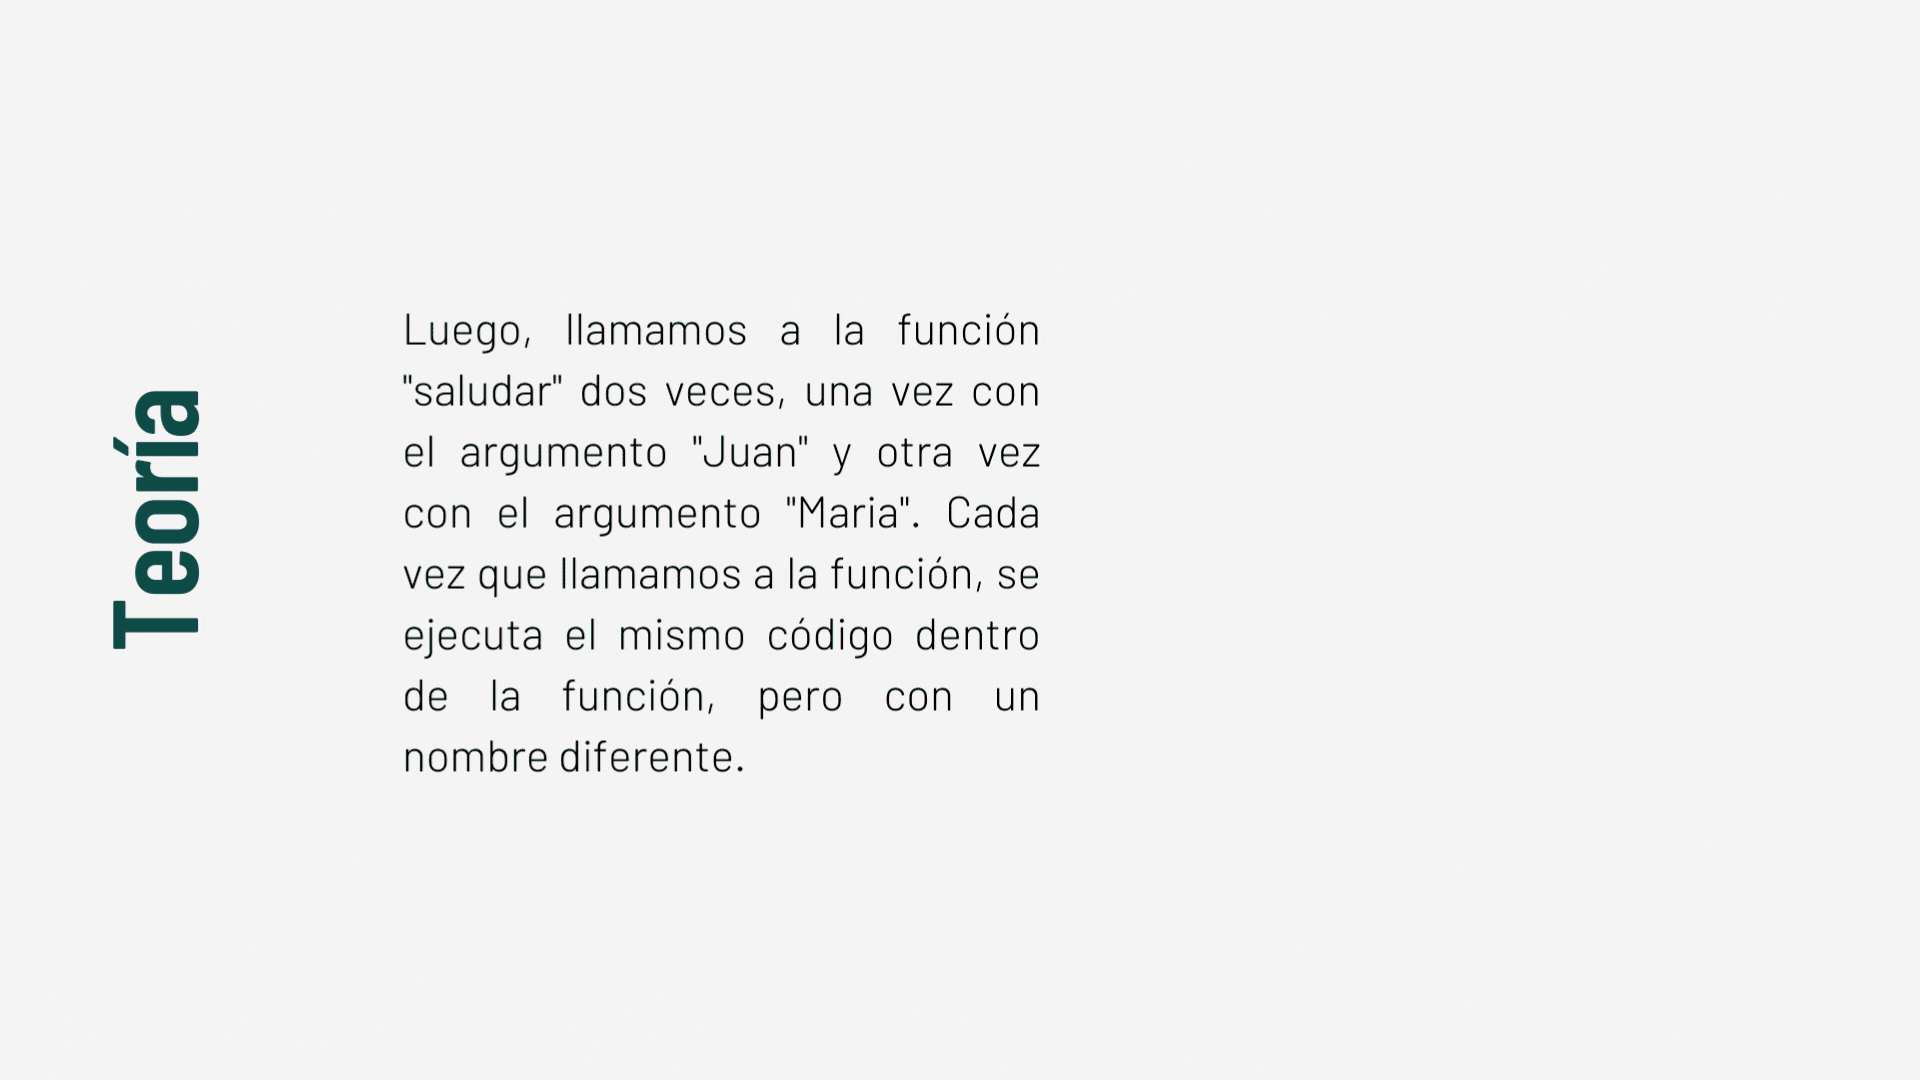 Teoría
Luego, llamamos a la función
"saludar" dos veces, una vez con
el argumento "Juan" y otra vez
con el argumento "Maria". Cada
vez que llamamos a la función, se
ejecuta el mismo código dentro
de la función, pero con un
nombre diferente.